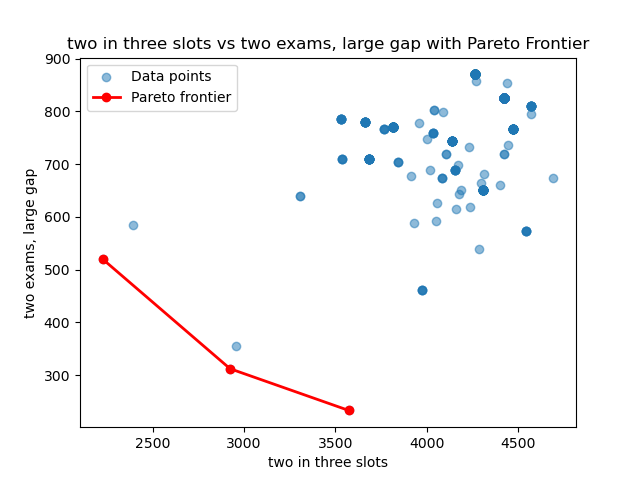 two in three slots vs two exams, large gap with Pareto Frontier
Data points
Pareto frontier
two exams, large gap
900
800
700
600
500
400
300
2500
3000
3500
4000
4500
two in three slots